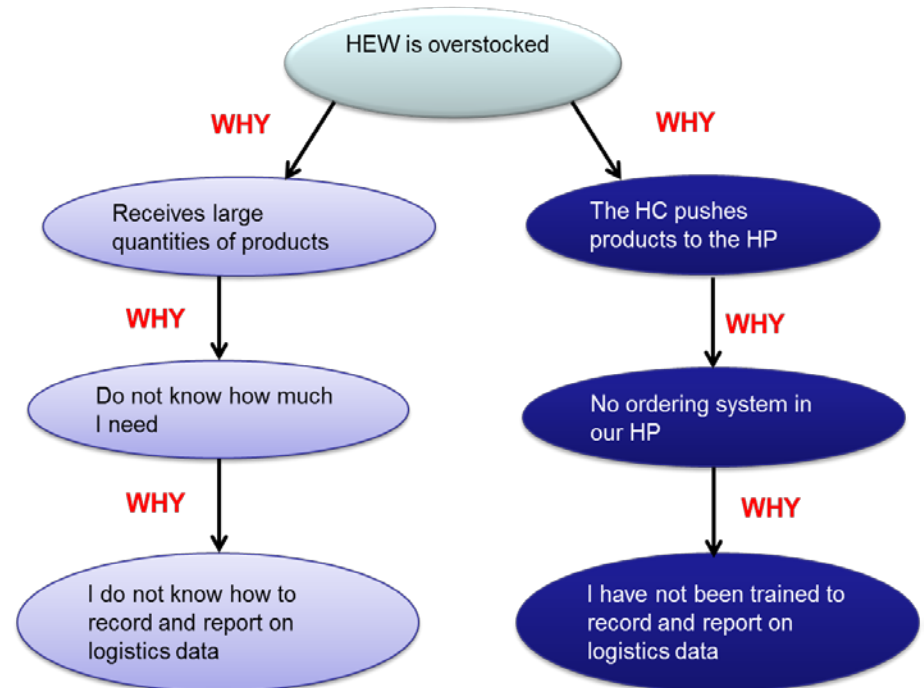 HEW is overstocked
WHY
WHY
Receives large
quantities of products
The HC pushes
products to the HP
WHY
WHY
Do not know how much
I need
No ordering system in
our HP
WHY
WHY
I do not know how to
record and report on
logistics data
I have not been trained to
record and report on
logistics data